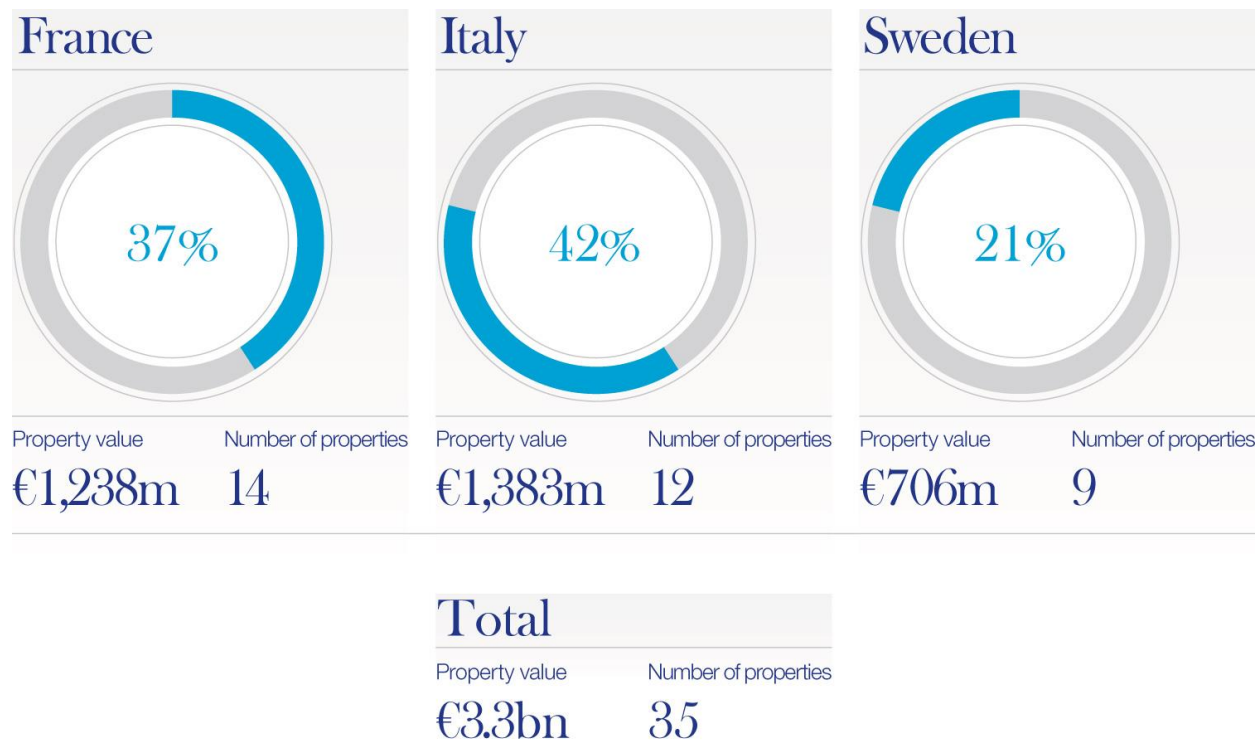 France
37%
Property value Number of properties
€1,238m 14
Italy
42%
Property value Number of properties
€1,383m 12
Sweden
21%
Property value Number of properties
€706m 9
Total
Property value Number of properties
€3.3bn 35